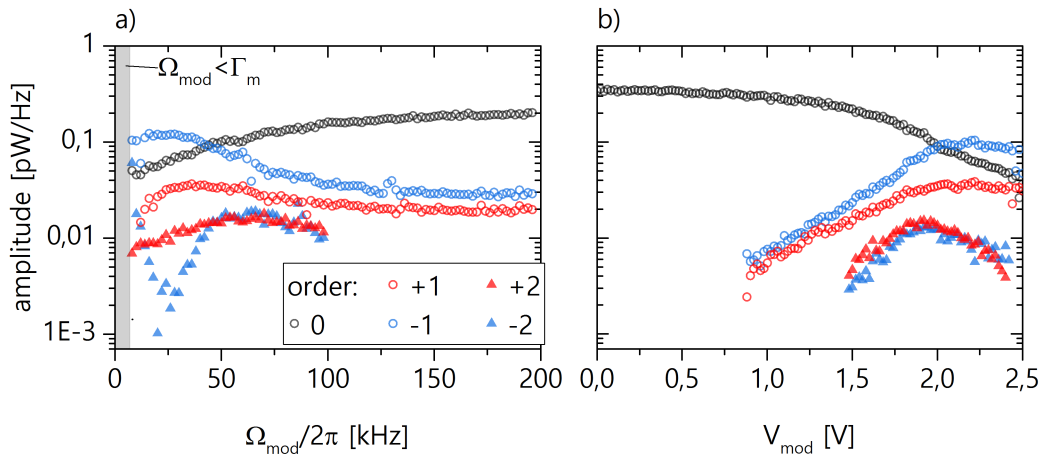 a)
b)
amplitude [pW/Hz]
1
0,1
0,01
1E-3
Ω_mod<Γ_m
order: +1 +2
0 -1 -2
0 50 100 150 200
0,0 0,5 1,0 1,5 2,0 2,5
Ω_mod/2π [kHz]
V_mod [V]